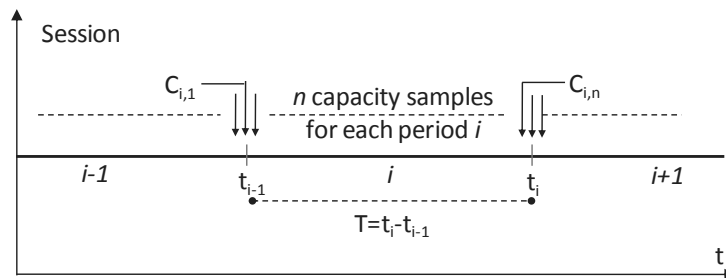 Session
C_{i,1}
n capacity samples
for each period i
C_{i,n}
i-1
t_{i-1}
i
t_i
i+1
T=t_i-t_{i-1}
t